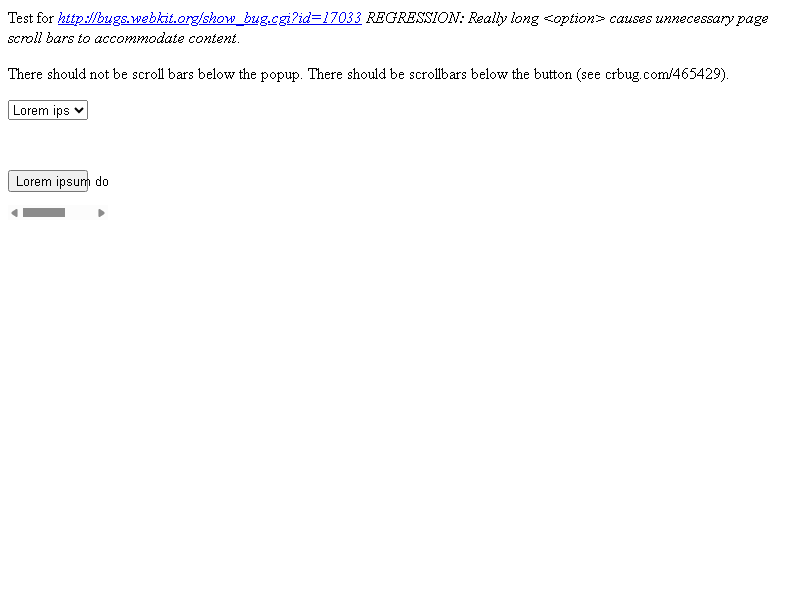 Test for http://bugs.webkit.org/show_bug.cgi?id=17033 REGRESSION: Really long <option> causes unnecessary page
scroll bars to accommodate content.
There should not be scroll bars below the popup. There should be scrollbars below the button (see crbug.com/465429).
Lorem ips
Lorem ipsum do